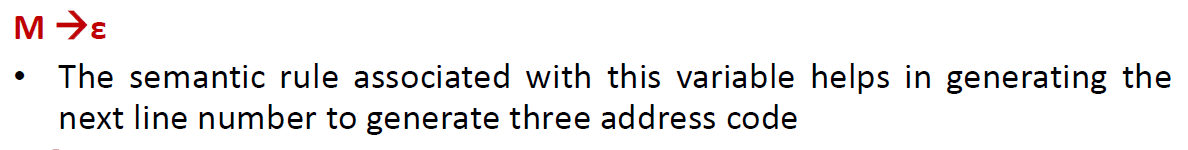 M →ε
• The semantic rule associated with this variable helps in generating the
next line number to generate three address code